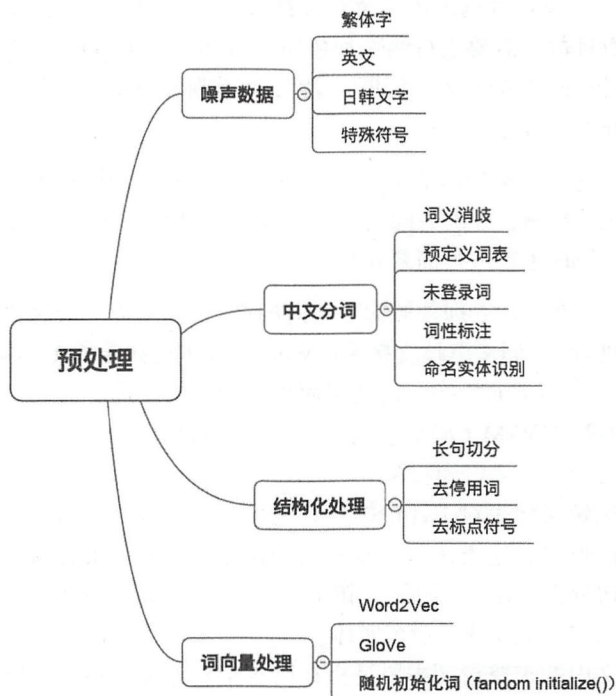 预处理
噪声数据
繁体字
英文
日韩文字
特殊符号
中文分词
词义消歧
预定义词表
未登录词
词性标注
命名实体识别
结构化处理
长句切分
去停用词
去标点符号
词向量处理
Word2Vec
GloVe
随机初始化词（fandom initialize()）